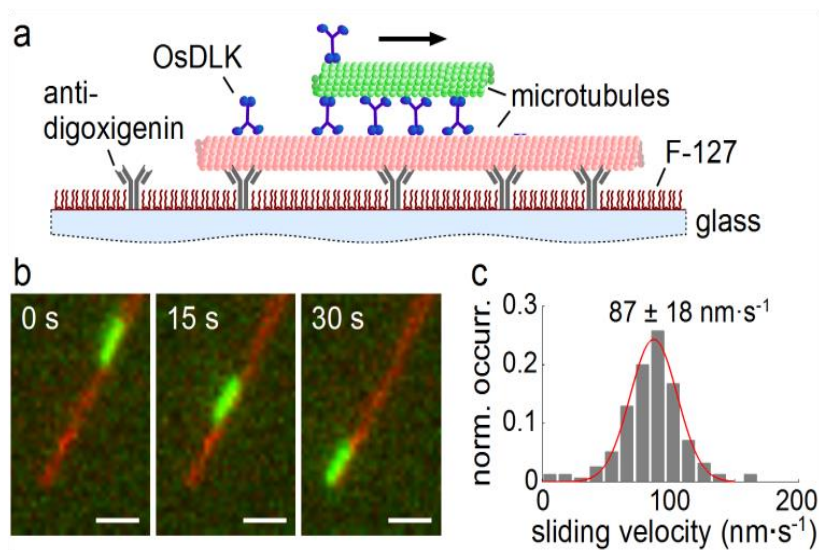 a
OsDLK
anti-
digoxigenin
microtubules
F-127
glass
b
0 s
15 s
30 s
c
87 ± 18 nm·s⁻¹
norm. occurr.
0.3
0.2
0.1
0
0
100
200
sliding velocity (nm·s⁻¹)